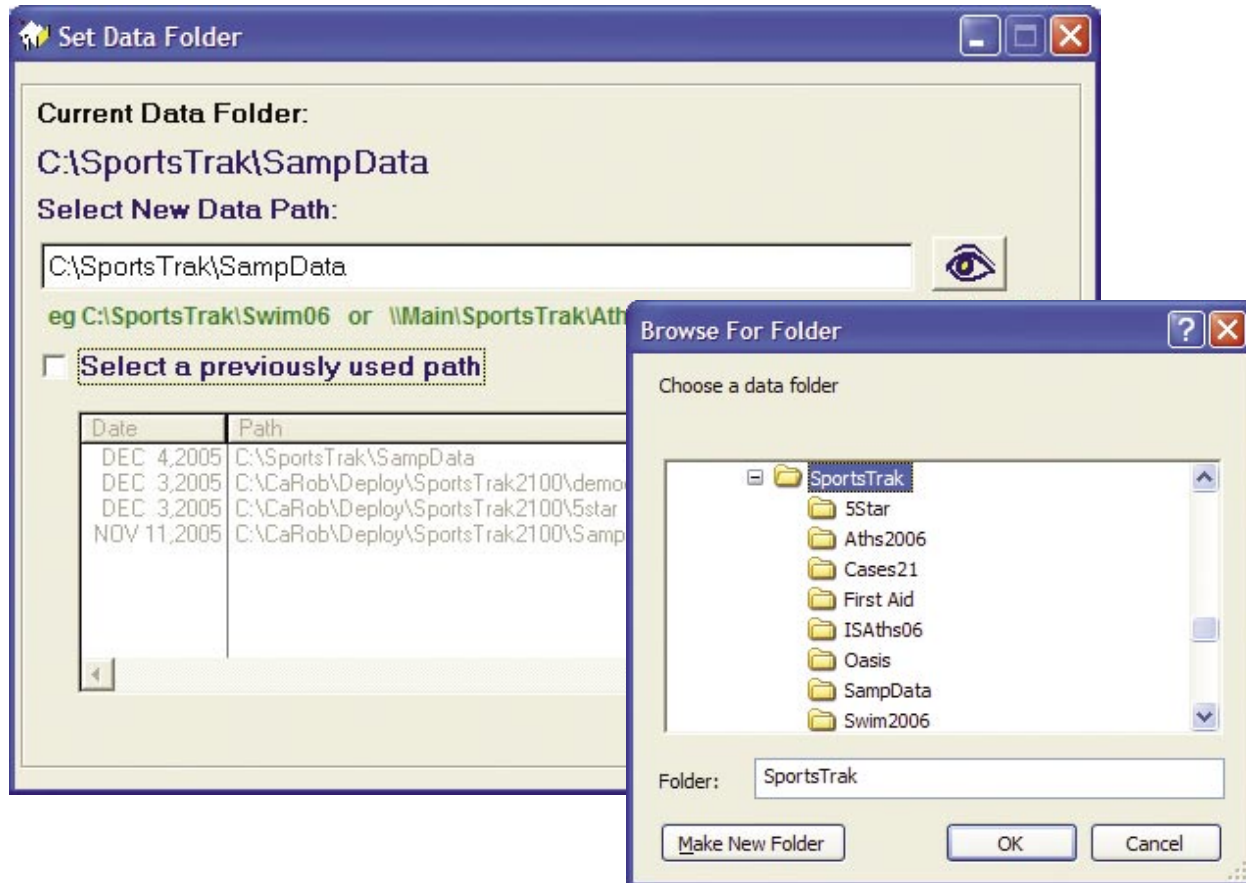 Set Data Folder
Current Data Folder:
C:\SportsTrak\SampData
Select New Data Path:
C:\SportsTrak\SampData
eg C:\SportsTrak\Swim06 or \\Main\SportsTrak\Ath
Select a previously used path
Date Path
DEC 4,2005 C:\SportsTrak\SampData
DEC 3,2005 C:\CaRob\Deploy\SportsTrak2100\demo
DEC 3,2005 C:\CaRob\Deploy\SportsTrak2100\5star
NOV 11,2005 C:\CaRob\Deploy\SportsTrak2100\Samp
Browse For Folder
Choose a data folder
SportsTrak
5Star
Aths2006
Cases21
First Aid
ISAths06
Oasis
SampData
Swim2006
Folder: SportsTrak
Make New Folder OK Cancel